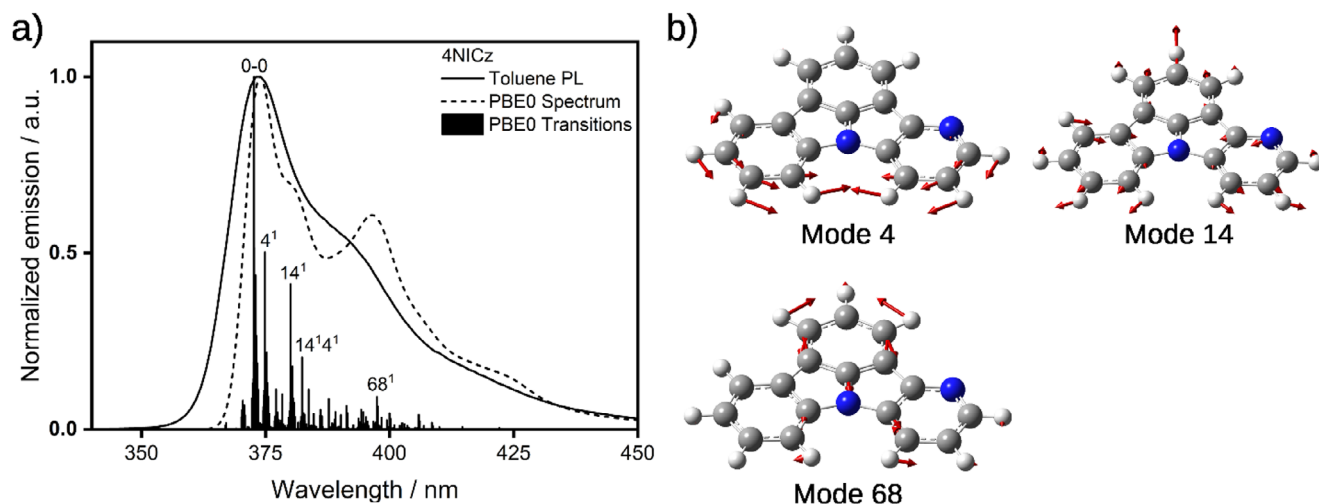 a)
4NICz
Toluene PL
PBE0 Spectrum
PBE0 Transitions
0-0
4¹
14¹
14¹4¹
68¹
Normalized emission / a.u.
1.0
0.5
0.0
350
375
400
425
450
Wavelength / nm
b)
Mode 4
Mode 14
Mode 68